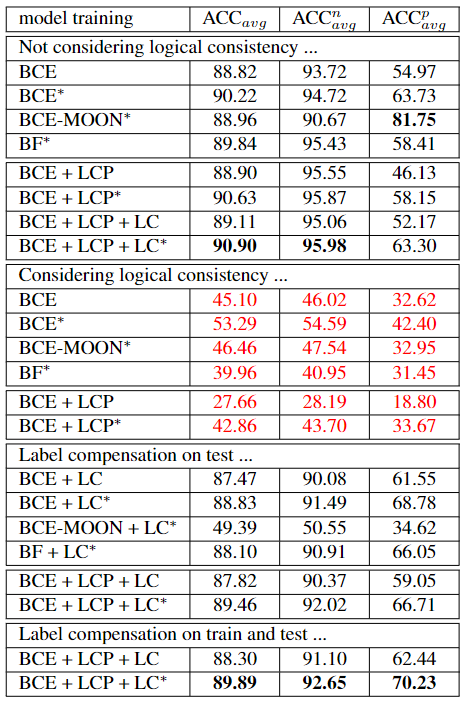 model training ACC_avg ACC^n_avg ACC^p_avg
Not considering logical consistency ...
BCE 88.82 93.72 54.97
BCE* 90.22 94.72 63.73
BCE-MOON* 88.96 90.67 81.75
BF* 89.84 95.43 58.41
BCE + LCP 88.90 95.55 46.13
BCE + LCP* 90.63 95.87 58.15
BCE + LCP + LC 89.11 95.06 52.17
BCE + LCP + LC* 90.90 95.98 63.30
Considering logical consistency ...
BCE 45.10 46.02 32.62
BCE* 53.29 54.59 42.40
BCE-MOON* 46.46 47.54 32.95
BF* 39.96 40.95 31.45
BCE + LCP 27.66 28.19 18.80
BCE + LCP* 42.86 43.70 33.67
Label compensation on test ...
BCE + LC 87.47 90.08 61.55
BCE + LC* 88.83 91.49 68.78
BCE-MOON + LC* 49.39 50.55 34.62
BF + LC* 88.10 90.91 66.05
BCE + LCP + LC 87.82 90.37 59.05
BCE + LCP + LC* 89.46 92.02 66.71
Label compensation on train and test ...
BCE + LCP + LC 88.30 91.10 62.44
BCE + LCP + LC* 89.89 92.65 70.23